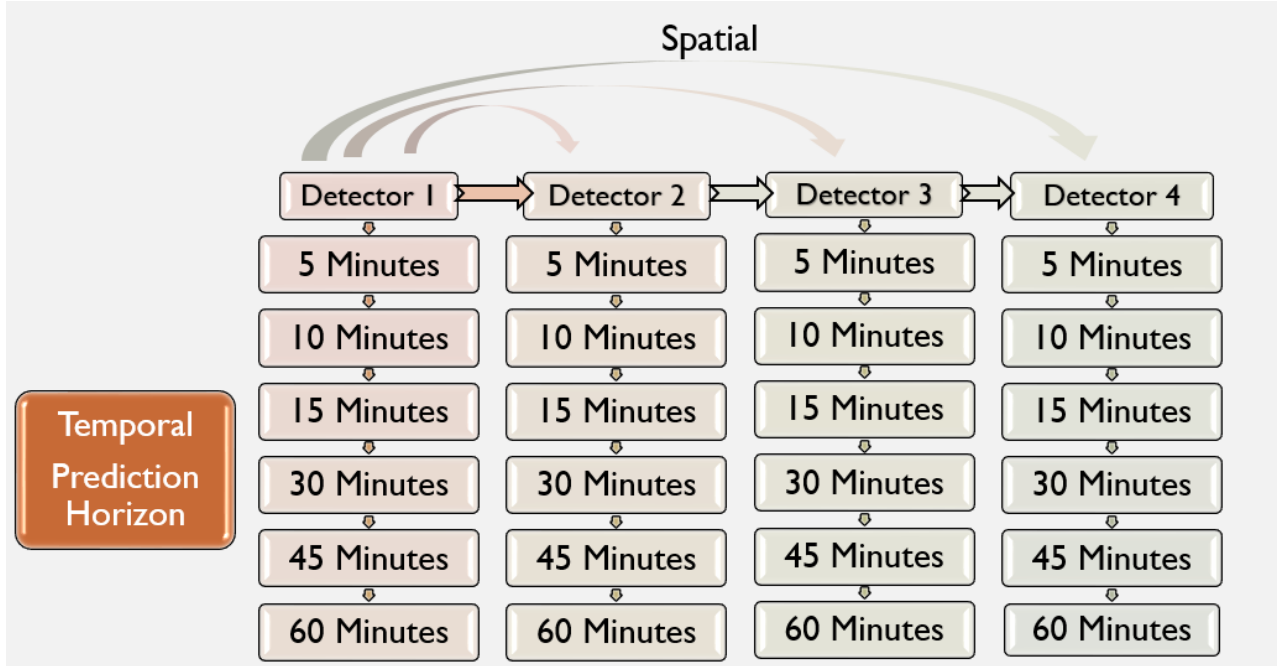 Spatial
Detector 1
Detector 2
Detector 3
Detector 4
5 Minutes
5 Minutes
5 Minutes
5 Minutes
10 Minutes
10 Minutes
10 Minutes
10 Minutes
Temporal
Prediction
Horizon
15 Minutes
15 Minutes
15 Minutes
15 Minutes
30 Minutes
30 Minutes
30 Minutes
30 Minutes
45 Minutes
45 Minutes
45 Minutes
45 Minutes
60 Minutes
60 Minutes
60 Minutes
60 Minutes